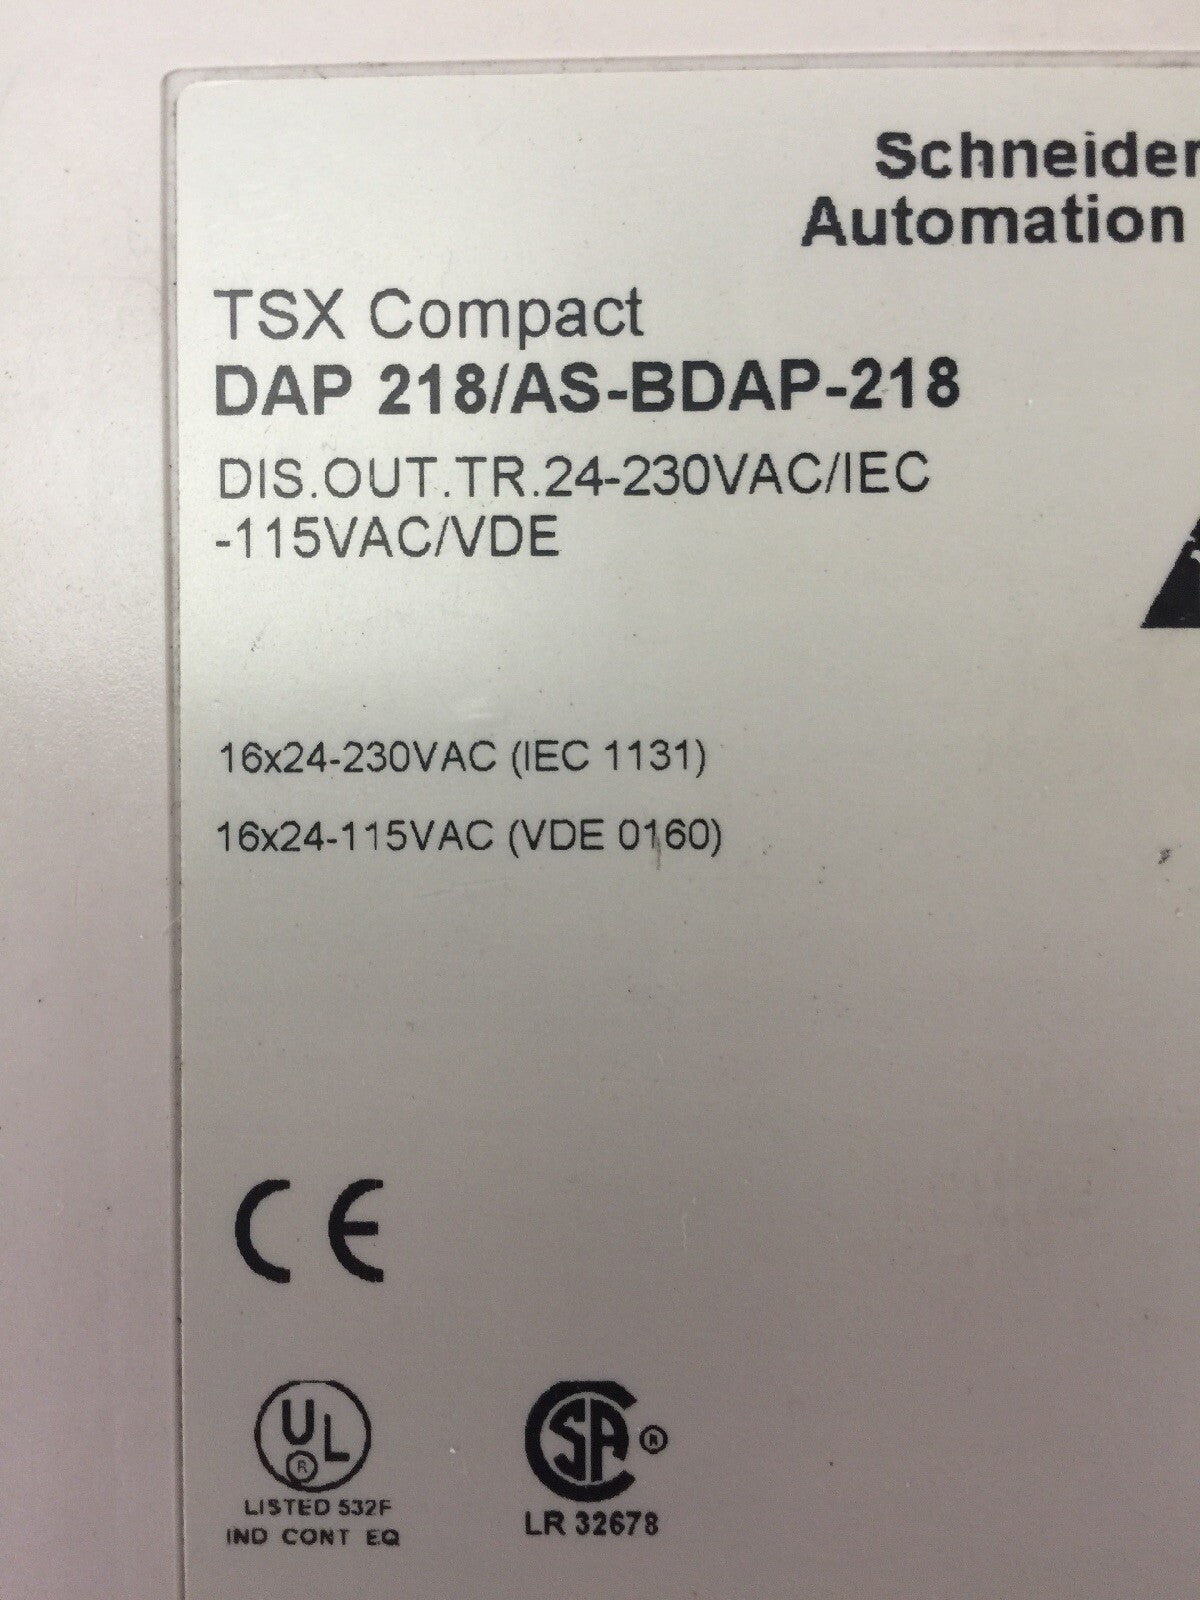 Schneider
Automation
TSX Compact
DAP 218/AS-BDAP-218
DIS.OUT.TR.24-230VAC/IEC
-115VAC/VDE
16x24-230VAC (IEC 1131)
16x24-115VAC (VDE 0160)
CE
UL
®
SA
LISTED 532F
IND CONT EQ
LR 32678